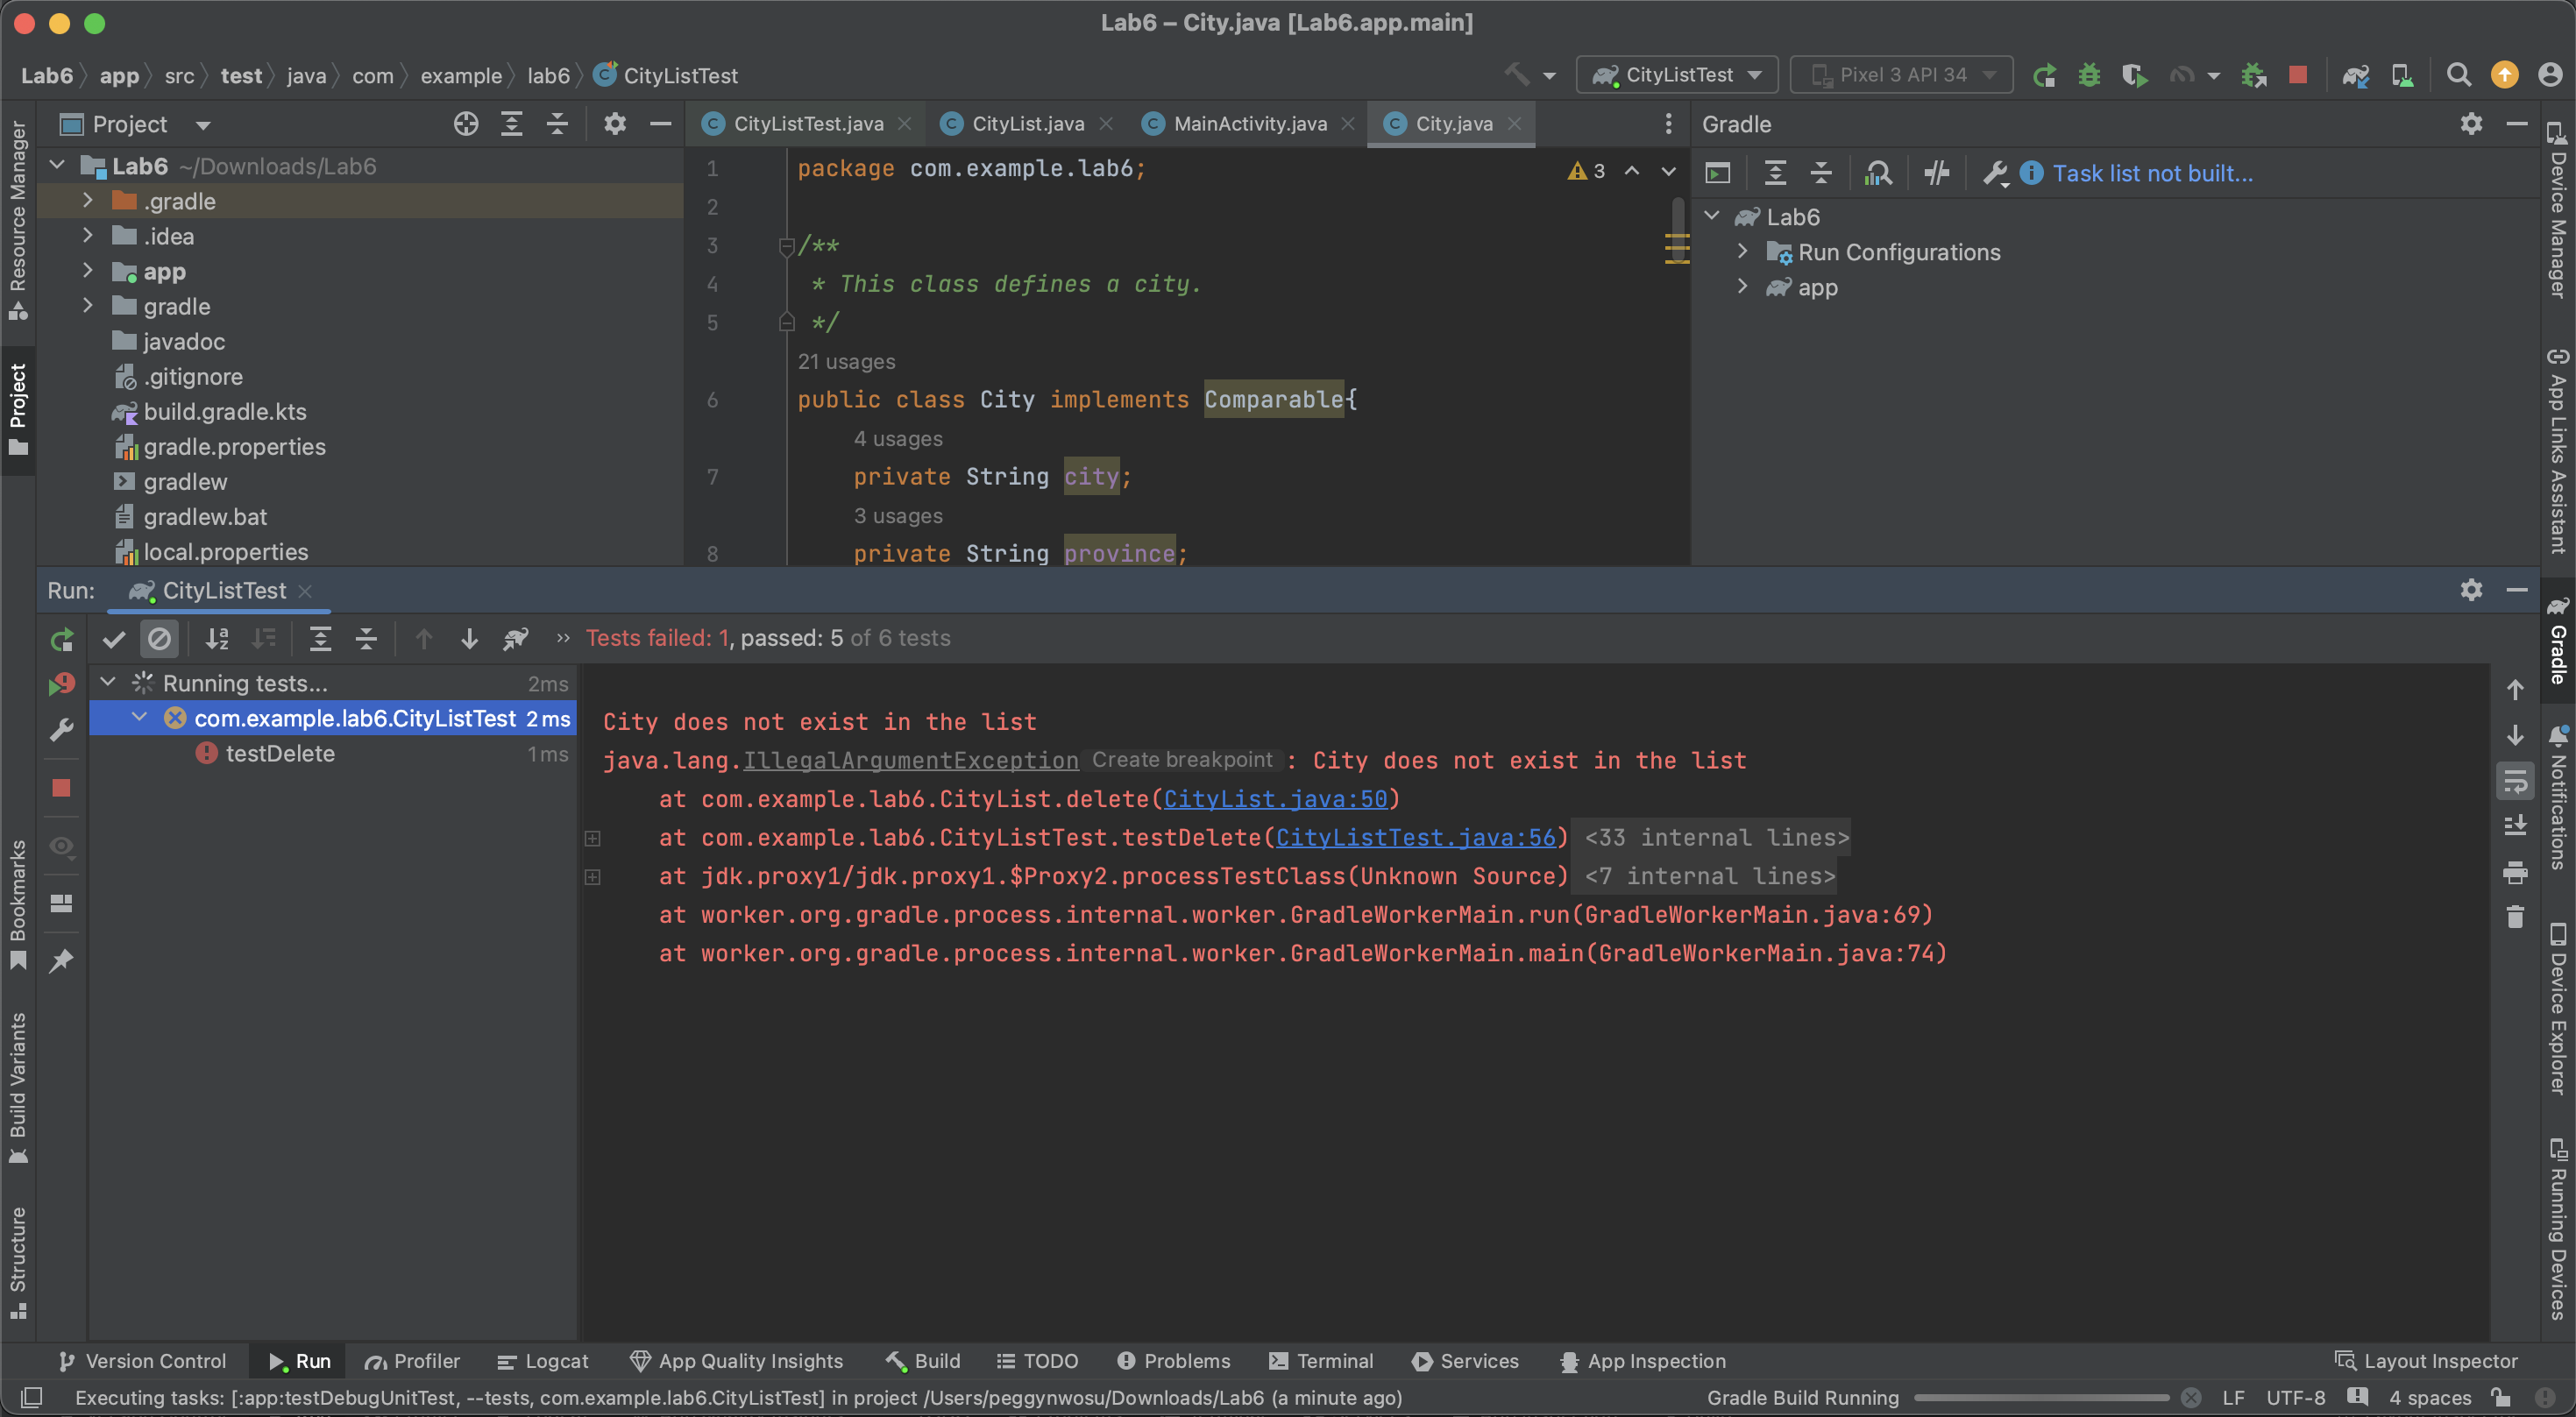 Lab6 – City.java [Lab6.app.main]
Lab6 app src test java com example lab6 CityListTest
CityListTest Pixel 3 API 34
Resource Manager
Project
Bookmarks
Build Variants
Structure
Project
Lab6 ~/Downloads/Lab6
.gradle
.idea
app
gradle
javadoc
.gitignore
build.gradle.kts
gradle.properties
gradlew
gradlew.bat
local.properties
CityListTest.java CityList.java MainActivity.java City.java
1 package com.example.lab6;
3
2
3 /**
4 * This class defines a city.
5 */
21 usages
6 public class City implements Comparable{
4 usages
7 private String city;
3 usages
8 private String province;
Gradle
Task list not built...
Lab6
Run Configurations
app
Device Manager
App Links Assistant
Gradle
Notifications
Device Explorer
Running Devices
Run: CityListTest
Tests failed: 1, passed: 5 of 6 tests
Running tests... 2ms
com.example.lab6.CityListTest 2 ms
testDelete 1ms
City does not exist in the list
java.lang.IllegalArgumentException Create breakpoint : City does not exist in the list
at com.example.lab6.CityList.delete(CityList.java:50)
at com.example.lab6.CityListTest.testDelete(CityListTest.java:56) <33 internal lines>
at jdk.proxy1/jdk.proxy1.$Proxy2.processTestClass(Unknown Source) <7 internal lines>
at worker.org.gradle.process.internal.worker.GradleWorkerMain.run(GradleWorkerMain.java:69)
at worker.org.gradle.process.internal.worker.GradleWorkerMain.main(GradleWorkerMain.java:74)
Version Control Run Profiler Logcat App Quality Insights Build TODO Problems Terminal Services App Inspection Layout Inspector
Executing tasks: [:app:testDebugUnitTest, --tests, com.example.lab6.CityListTest] in project /Users/peggynwosu/Downloads/Lab6 (a minute ago) Gradle Build Running LF UTF-8 4 spaces